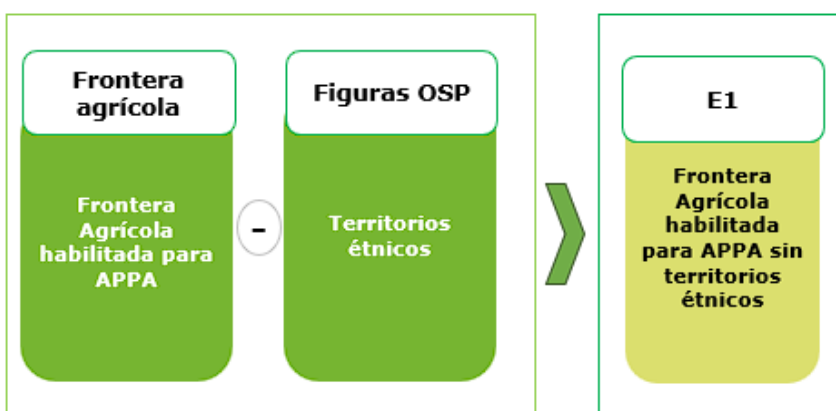 Frontera
agrícola
Frontera
Agrícola
habilitada para
APPA
-
Figuras OSP
Territorios
étnicos
E1
Frontera
Agrícola
habilitada
para APPA sin
territorios
étnicos